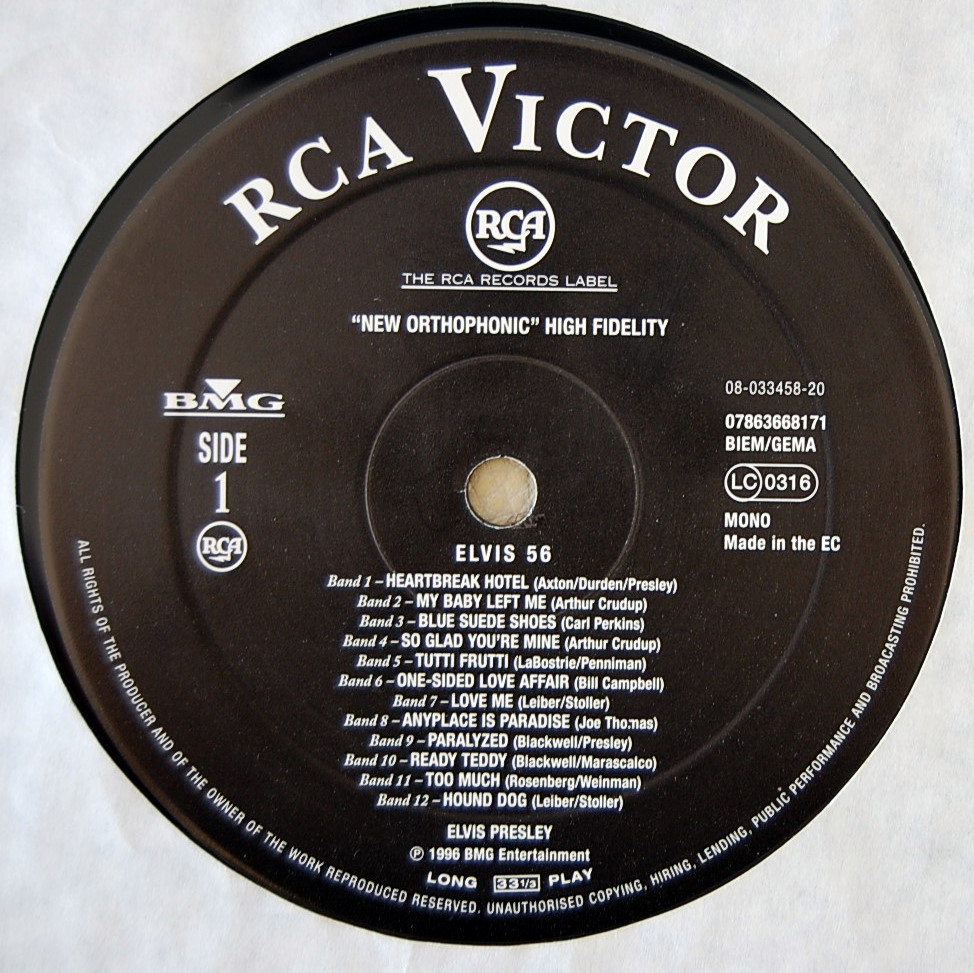 RCA VICTOR
RCA
THE RCA RECORDS LABEL
“NEW ORTHOPHONIC” HIGH FIDELITY
BMG
SIDE
1
RCA
08-033458-20
07863668171
BIEM/GEMA
LC 0316
MONO
Made in the EC
ELVIS 56
Band 1 – HEARTBREAK HOTEL (Axton/Durden/Presley)
Band 2 – MY BABY LEFT ME (Arthur Crudup)
Band 3 – BLUE SUEDE SHOES (Carl Perkins)
Band 4 – SO GLAD YOU'RE MINE (Arthur Crudup)
Band 5 – TUTTI FRUTTI (LaBostrie/Penniman)
Band 6 – ONE-SIDED LOVE AFFAIR (Bill Campbell)
Band 7 – LOVE ME (Leiber/Stoller)
Band 8 – ANYPLACE IS PARADISE (Joe Thomas)
Band 9 – PARALYZED (Blackwell/Presley)
Band 10 – READY TEDDY (Blackwell/Marascalco)
Band 11 – TOO MUCH (Rosenberg/Weinman)
Band 12 – HOUND DOG (Leiber/Stoller)
ELVIS PRESLEY
℗ 1996 BMG Entertainment
LONG 33 1/3 PLAY
ALL RIGHTS OF THE PRODUCER AND OF THE OWNER OF THE WORK REPRODUCED RESERVED. UNAUTHORISED COPYING, HIRING, LENDING, PUBLIC PERFORMANCE AND BROACASTING PROHIBITED.